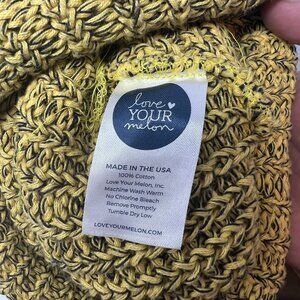 love
YOUR
melon
MADE IN THE USA
100% Cotton
Love Your Melon, Inc.
Machine Wash Warm
No Chlorine Bleach
Remove Promptly
Tumble Dry Low
LOVEYOURMELON.COM